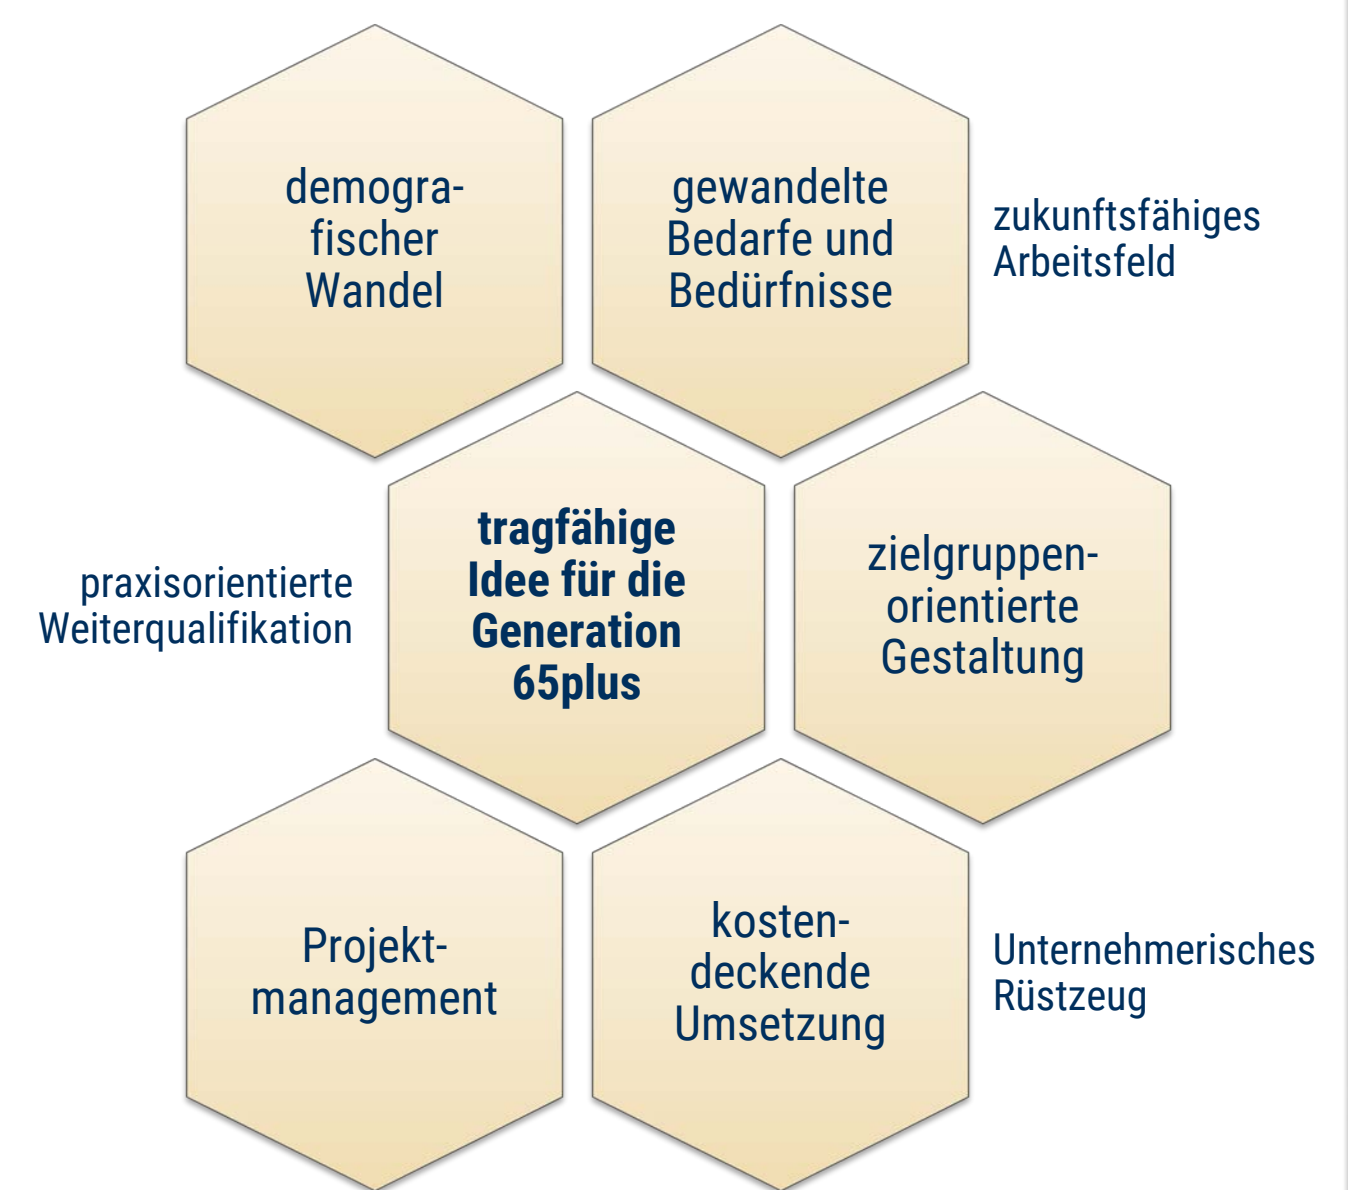 demogra-
fischer
Wandel
gewandelte
Bedarfe und
Bedürfnisse
zukunftsfähiges
Arbeitsfeld
praxisorientierte
Weiterqualifikation
tragfähige
Idee für die
Generation
65plus
zielgruppen-
orientierte
Gestaltung
Projekt-
management
kosten-
deckende
Umsetzung
Unternehmerisches
Rüstzeug